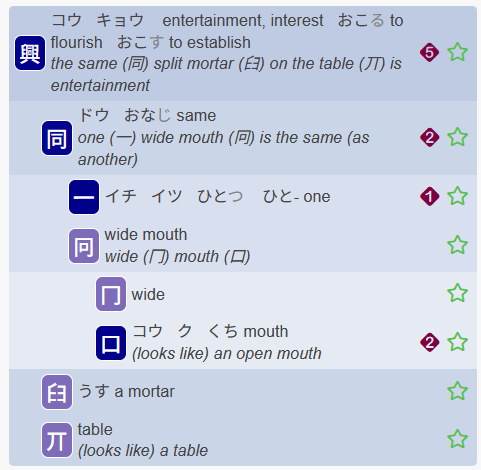 コウ キョウ entertainment, interest おこる to
flourish おこす to establish
興 the same (同) split mortar (臼) on the table (丌) is 5
entertainment
ドウ おなじ same
同 one (一) wide mouth (冋) is the same (as 2
another)
一 イチ イツ ひとつ ひと- one 1
冋 wide mouth
wide (冂) mouth (口)
冂 wide
口 コウ ク くち mouth 2
(looks like) an open mouth
臼 うす a mortar
丌 table
(looks like) a table